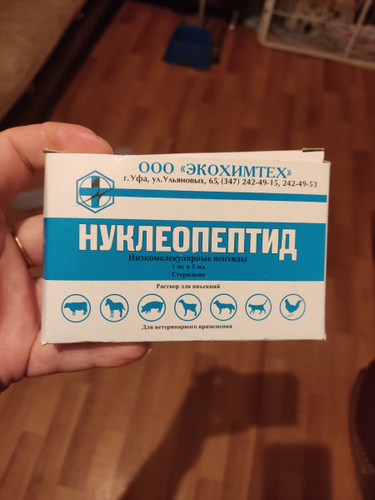 ООО «ЭКОХИМТЕХ»
г. Уфа, ул.Ульяновых, 65, (347) 242-49-15, 242-49-53
НУКЛЕОПЕПТИД
Низкомолекулярные пептиды
1 мг в 1 мл
Стерильно
Раствор для инъекций
Для ветеринарного применения